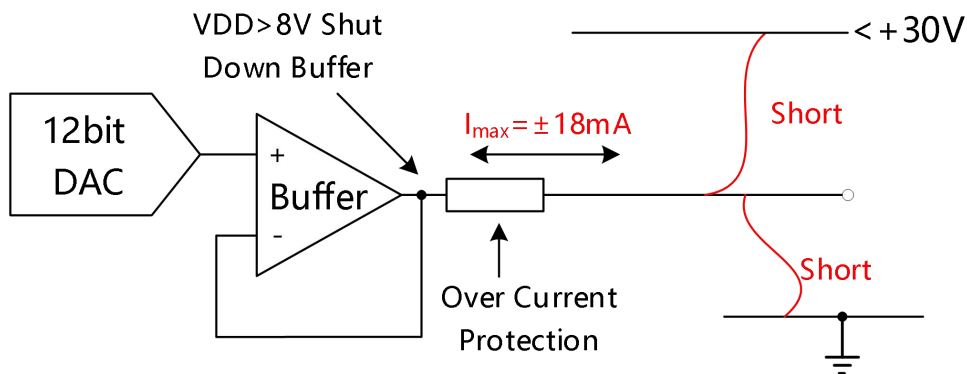 VDD>8V Shut
Down Buffer
<+30V
12bit
DAC
+
Buffer
-
Imax=±18mA
Short
Short
Over Current
Protection